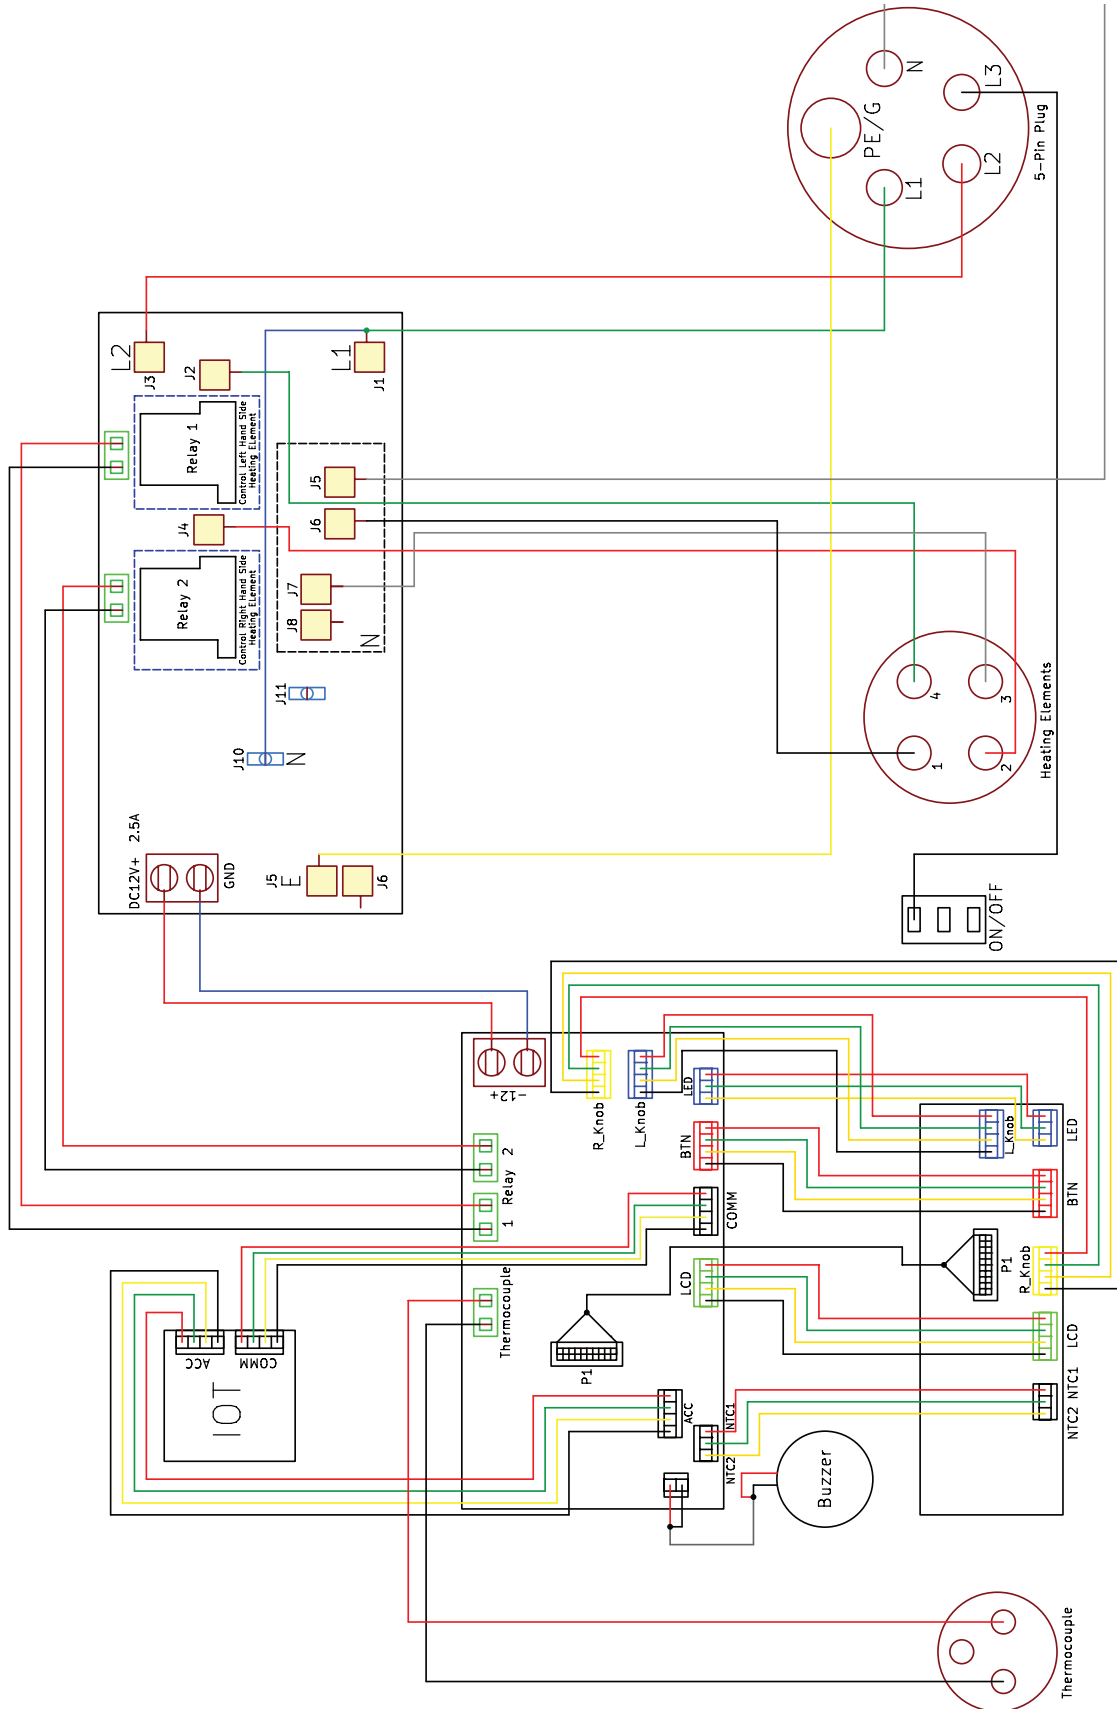 N
L3
PE/G
L1
L2
5-Pin Plug
L2
J3
J2
L1
J1
Relay 1
Control Left Hand Side
Heating ELement
J5
J6
J4
Relay 2
Control Right Hand Side
Heating ELement
J7
J8
N
J11
J10
N
4
3
1
2
Heating Elements
DC12V+ 2.5A
GND
J5
E
J6
ON/OFF
-12+
R_Knob
L_Knob
LED
BTN
COMM
LCD
1 Relay 2
Thermocouple
P1
ACC
NTC1
NTC2
L_Knob
LED
BTN
P1
R_Knob
LCD
NTC2 NTC1
ACC
COMM
IOT
Buzzer
Thermocouple